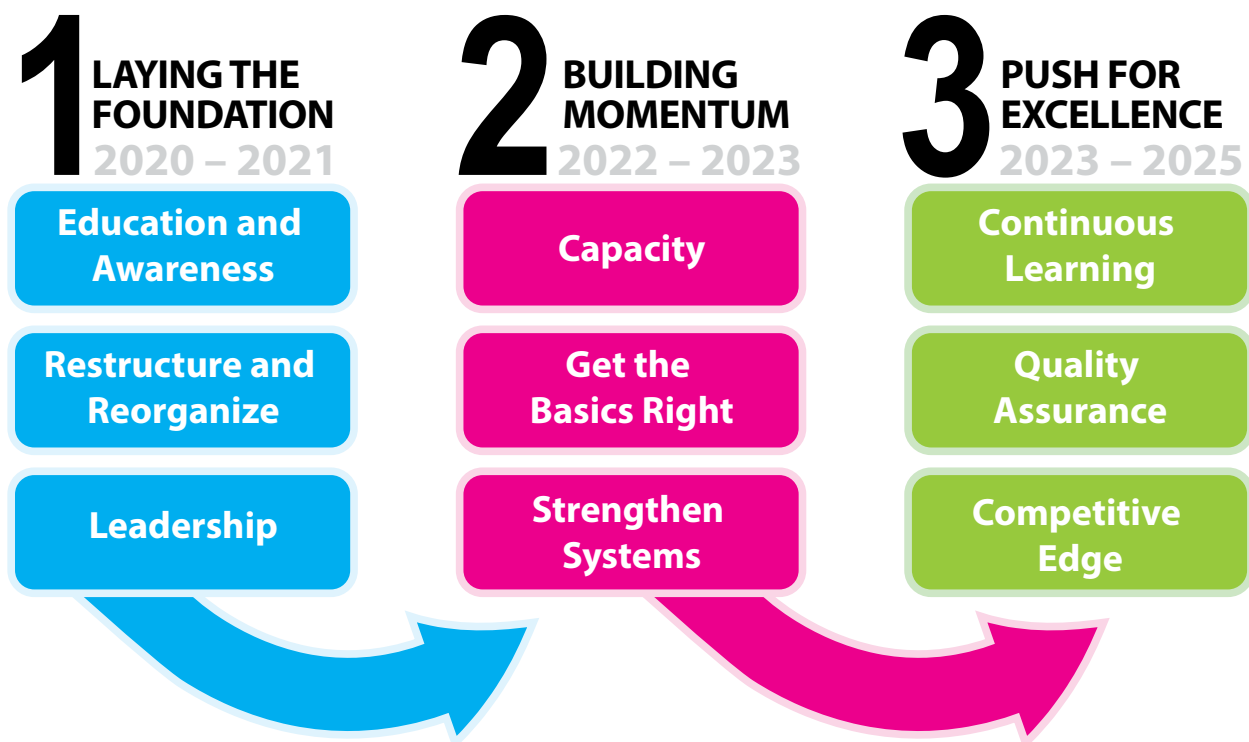 1
LAYING THE
FOUNDATION
2020 – 2021
Education and
Awareness
Restructure and
Reorganize
Leadership
2
BUILDING
MOMENTUM
2022 – 2023
Capacity
Get the
Basics Right
Strengthen
Systems
3
PUSH FOR
EXCELLENCE
2023 – 2025
Continuous
Learning
Quality
Assurance
Competitive
Edge